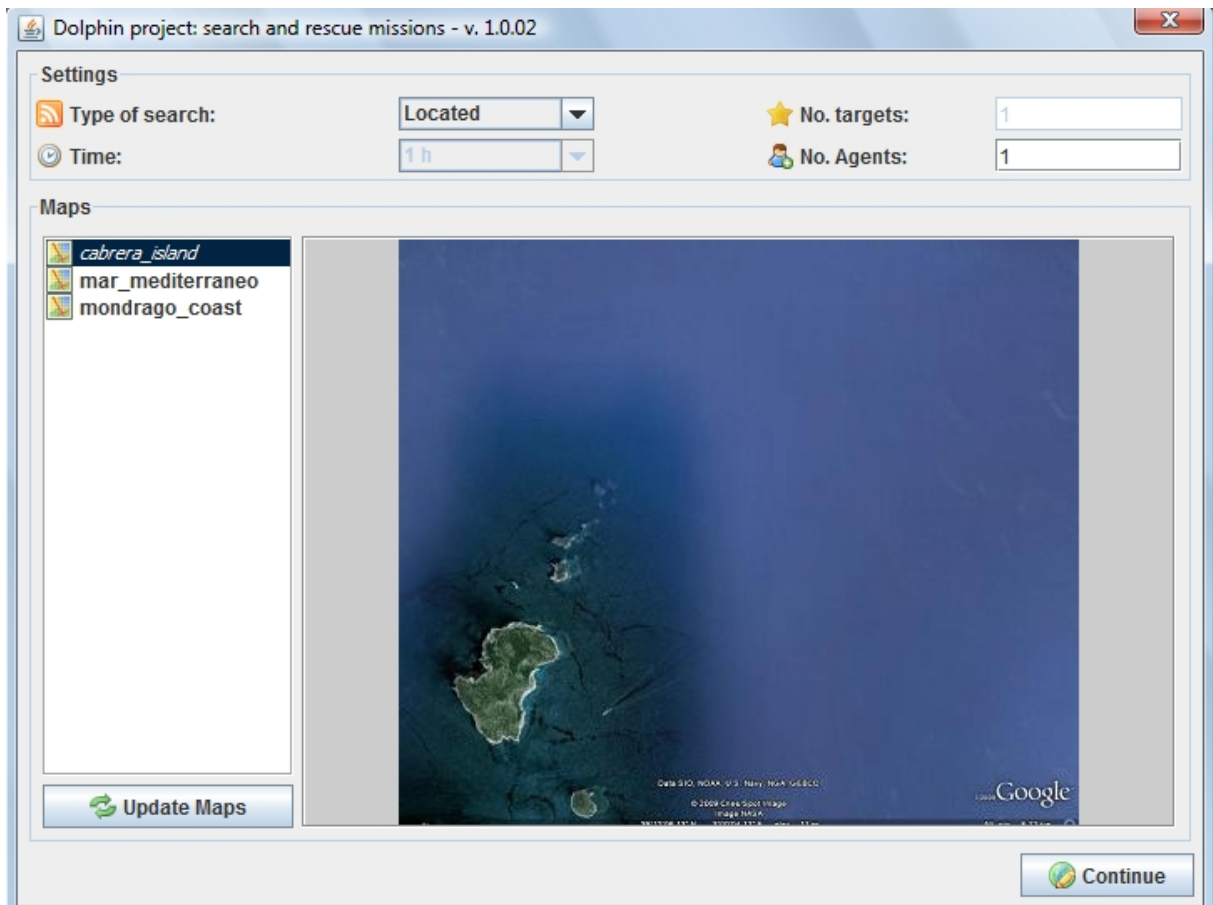 Dolphin project: search and rescue missions - v. 1.0.02
Settings
Type of search: Located No. targets: 1
Time: 1 h No. Agents: 1
Maps
cabrera_island
mar_mediterraneo
mondrago_coast
Data SIO, NOAA, U.S. Navy, NGA, GEBCO
© 2009 Cnes/Spot Image
Image NASA
Google
Update Maps
Continue